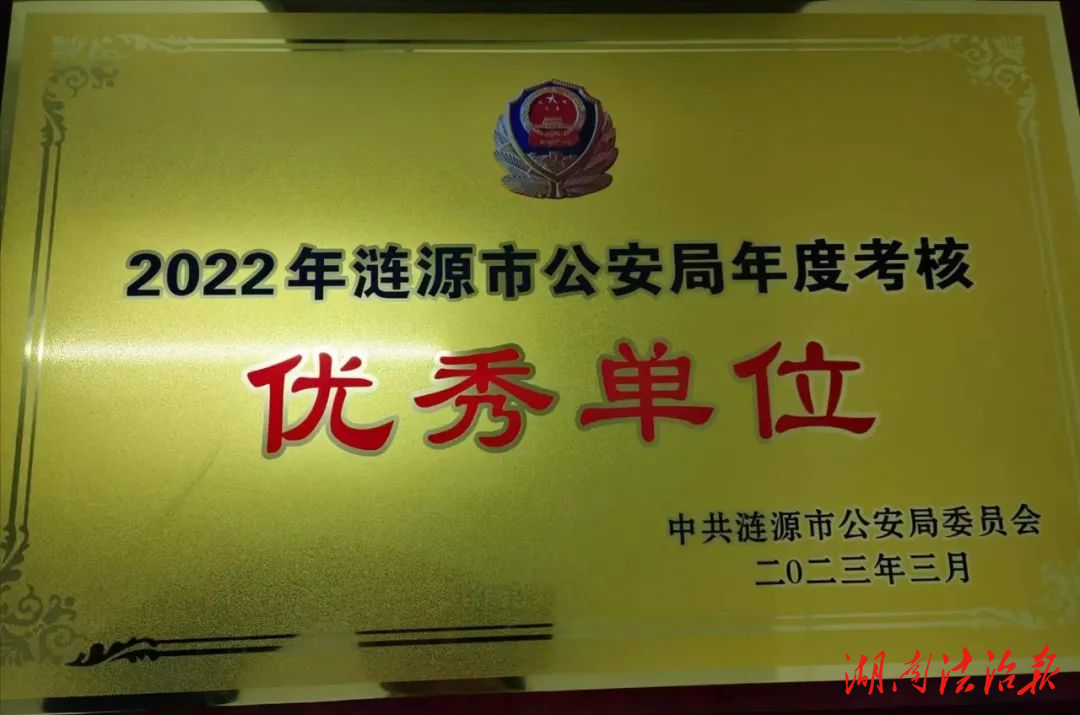 2022年涟源市公安局年度考核
优秀单位
中共涟源市公安局委员会
二〇二三年三月
湖南法治报